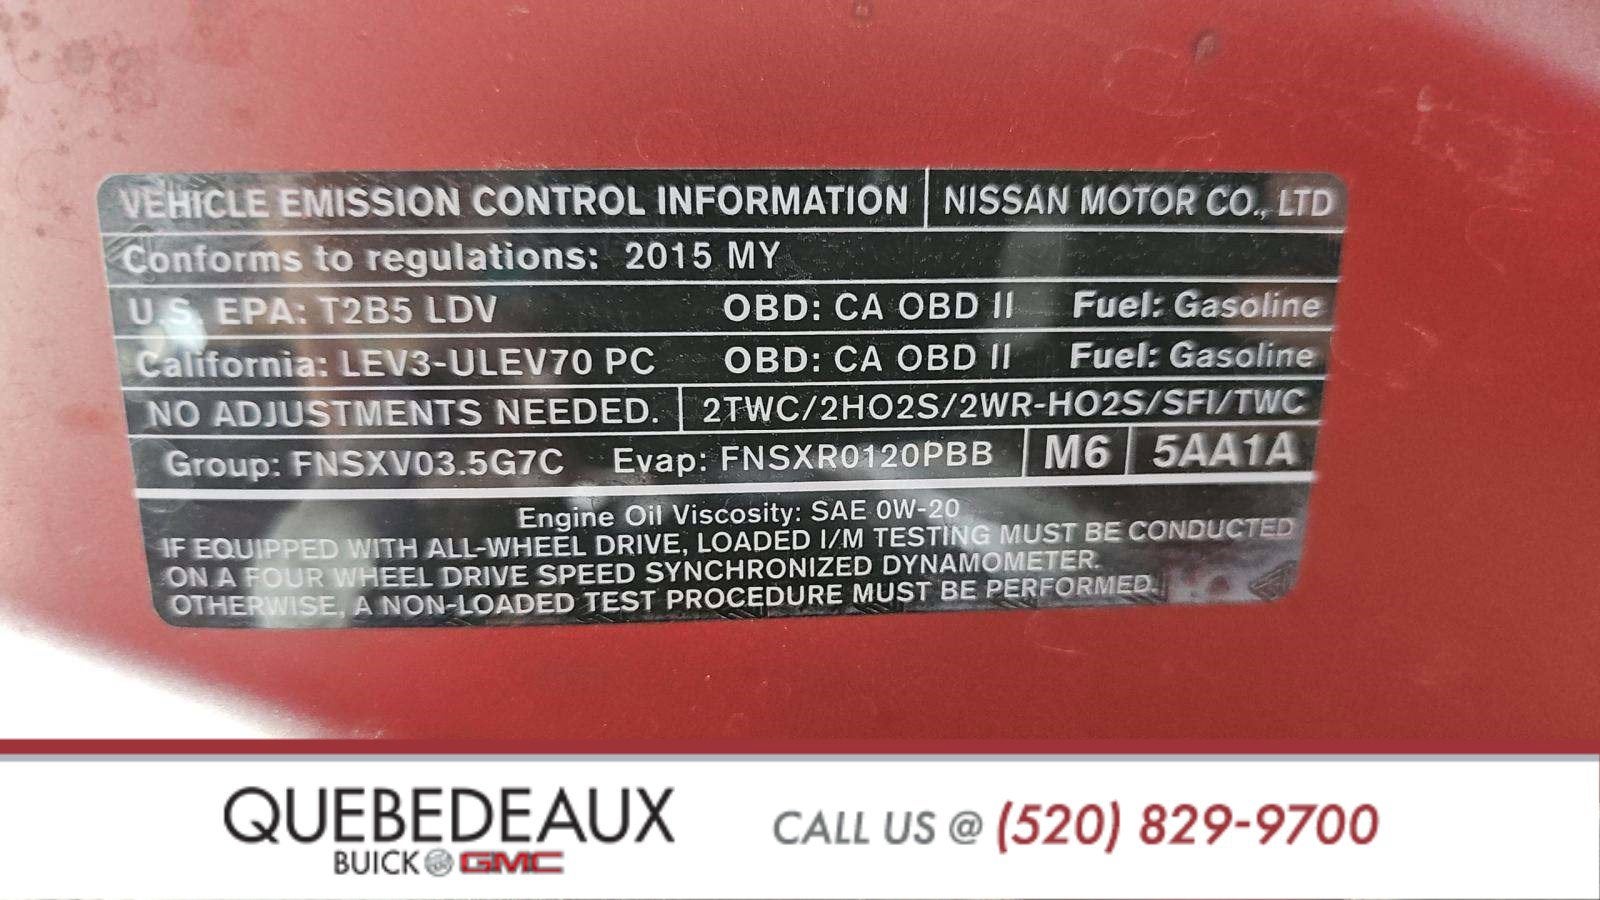 VEHICLE EMISSION CONTROL INFORMATION NISSAN MOTOR CO., LTD
Conforms to regulations: 2015 MY
U.S. EPA: T2B5 LDV OBD: CA OBD II Fuel: Gasoline
California: LEV3-ULEV70 PC OBD: CA OBD II Fuel: Gasoline
NO ADJUSTMENTS NEEDED. 2TWC/2HO2S/2WR-HO2S/SFI/TWC
Group: FNSXV03.5G7C Evap: FNSXR0120PBB M6 5AA1A
Engine Oil Viscosity: SAE 0W-20
IF EQUIPPED WITH ALL-WHEEL DRIVE, LOADED I/M TESTING MUST BE CONDUCTED
ON A FOUR WHEEL DRIVE SPEED SYNCHRONIZED DYNAMOMETER.
OTHERWISE, A NON-LOADED TEST PROCEDURE MUST BE PERFORMED.
QUEBEDEAUX
BUICK GMC
CALL US @ (520) 829-9700